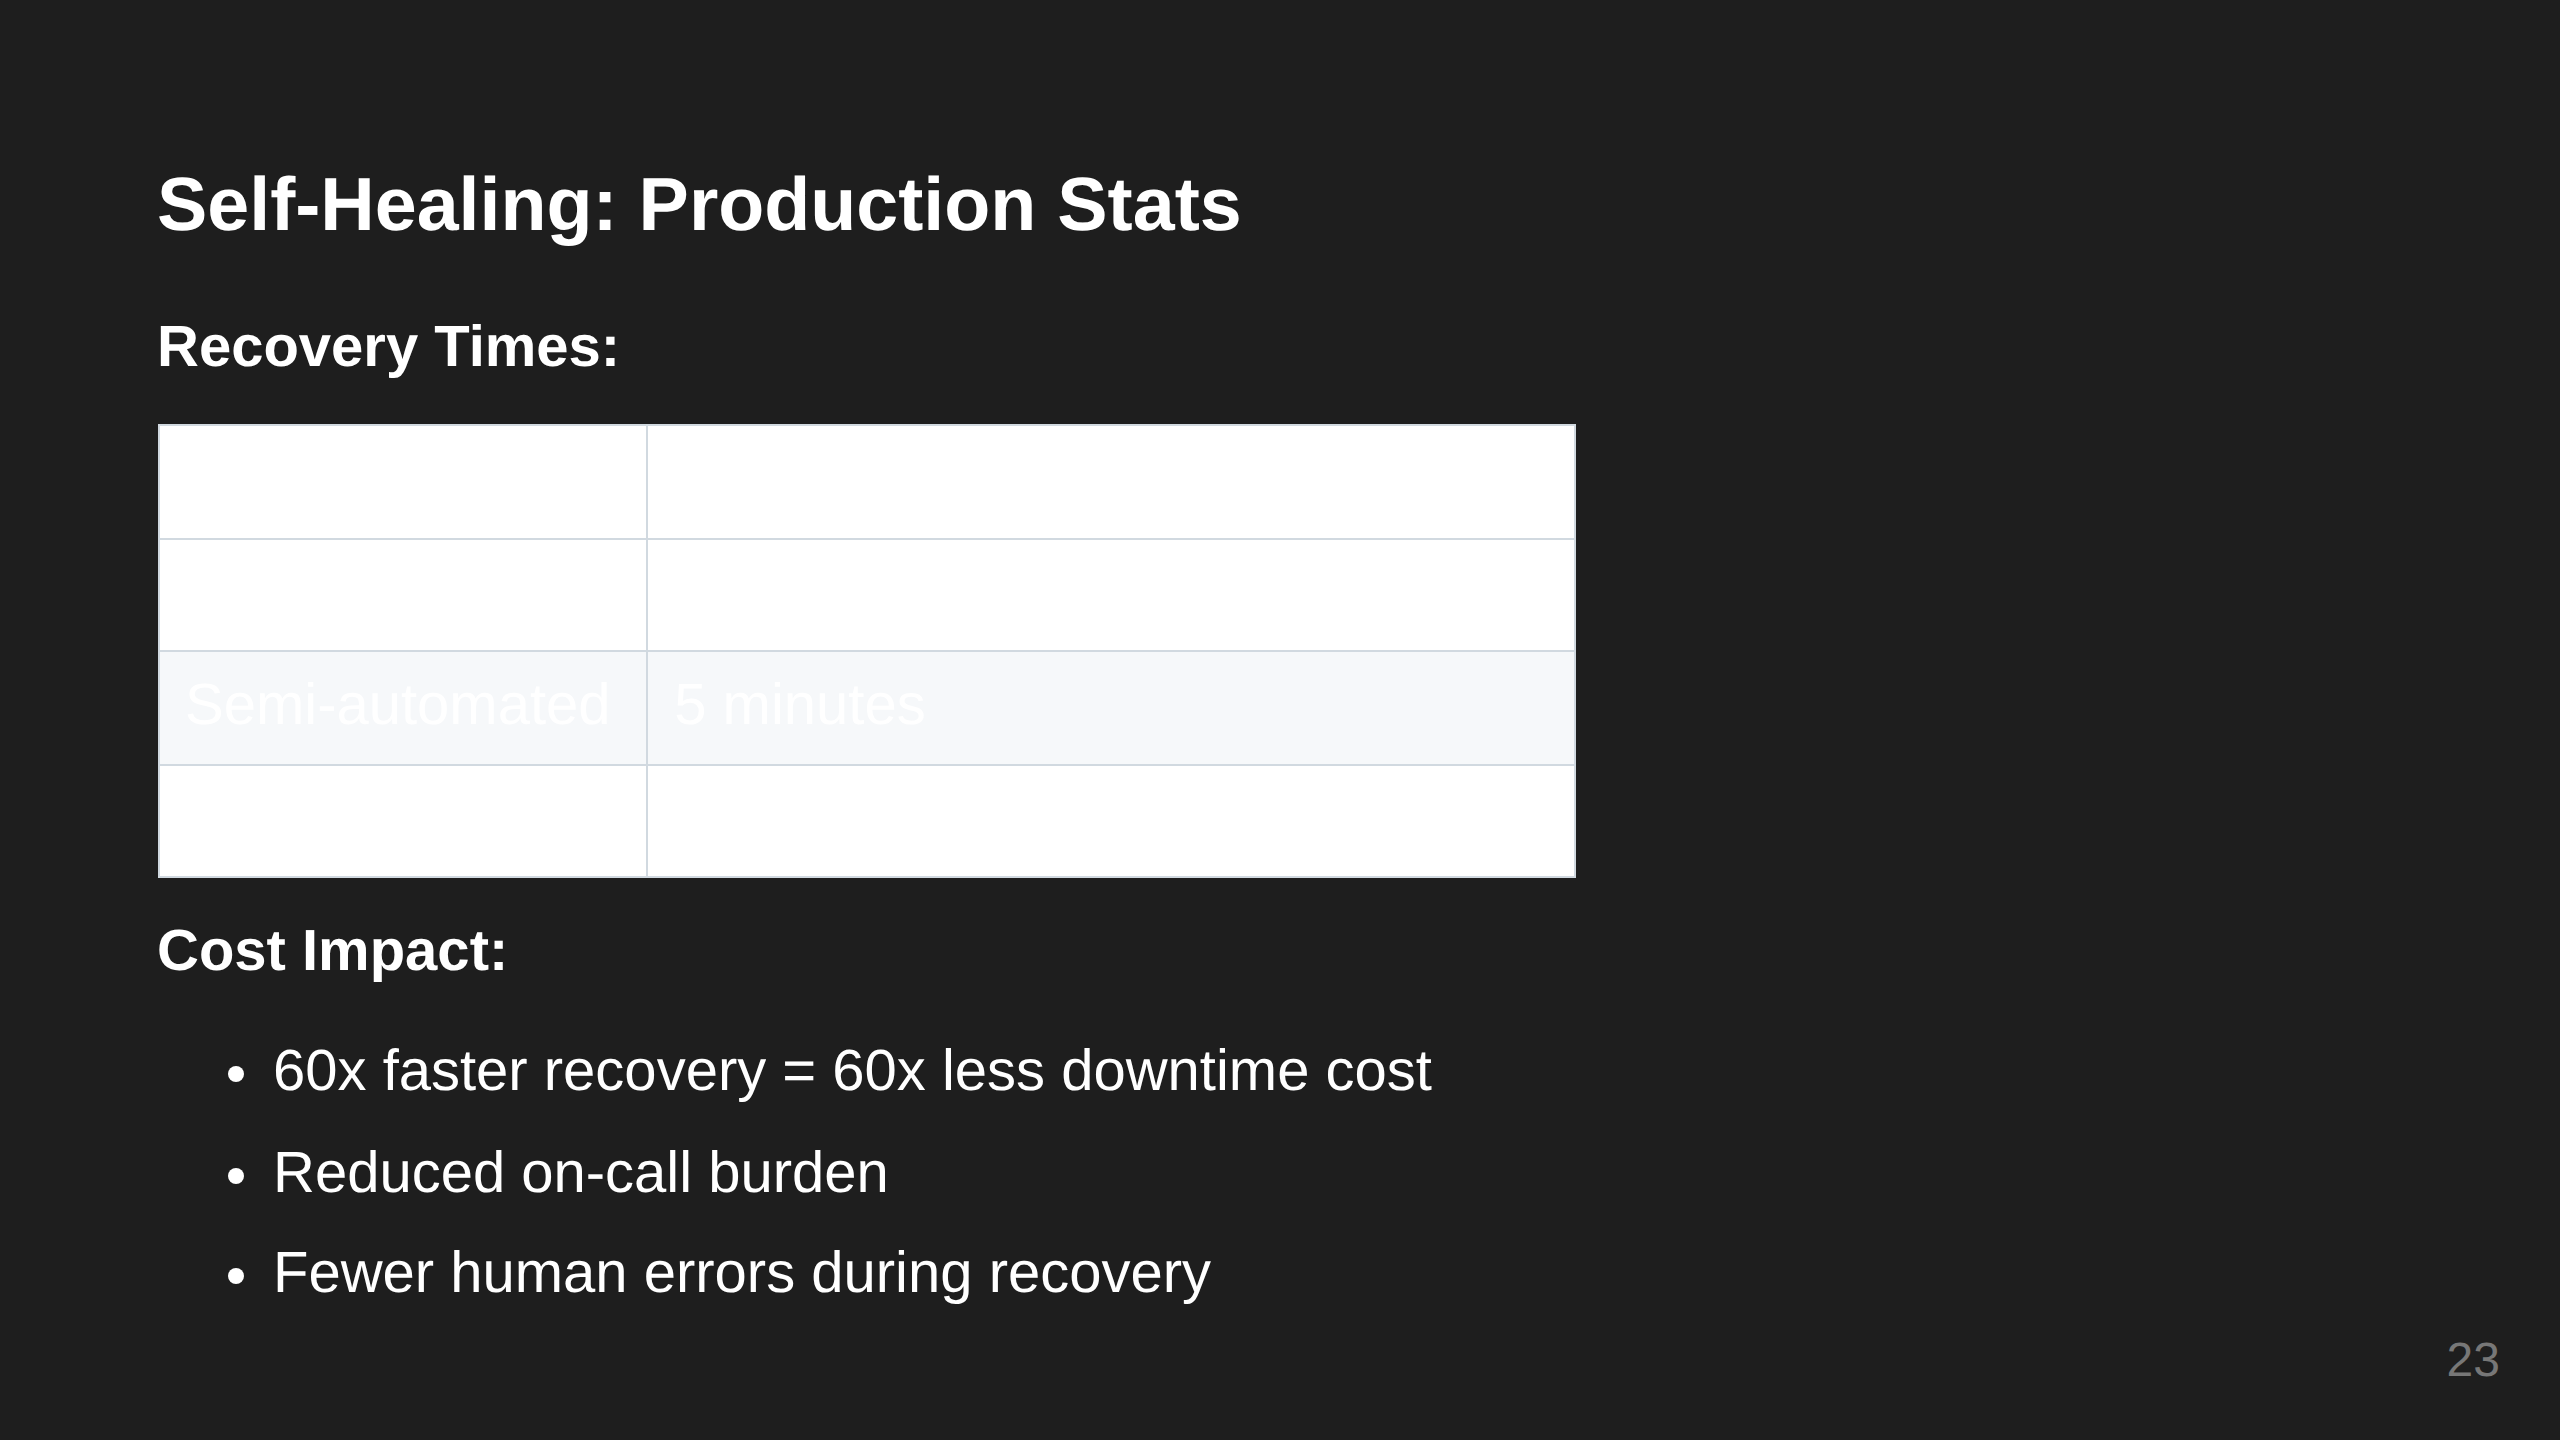 Self-Healing: Production Stats
Recovery Times:
Semi-automated 5 minutes
Cost Impact:
• 60x faster recovery = 60x less downtime cost
• Reduced on-call burden
• Fewer human errors during recovery
23